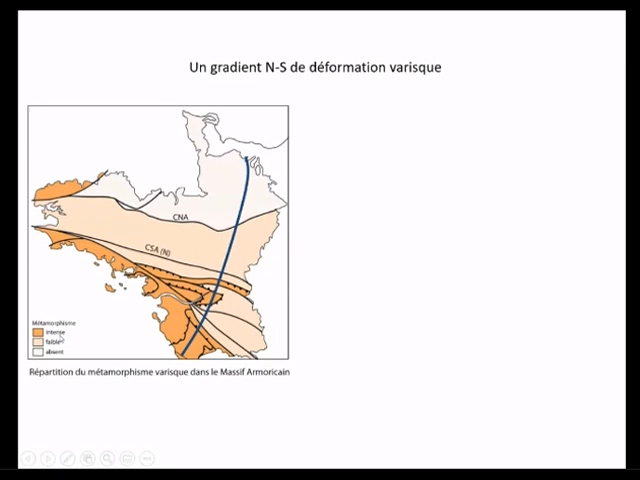 Un gradient N-S de déformation varisque
CNA
CSA (N)
Métamorphisme
intense
faible
absent
Répartition du métamorphisme varisque dans le Massif Armoricain